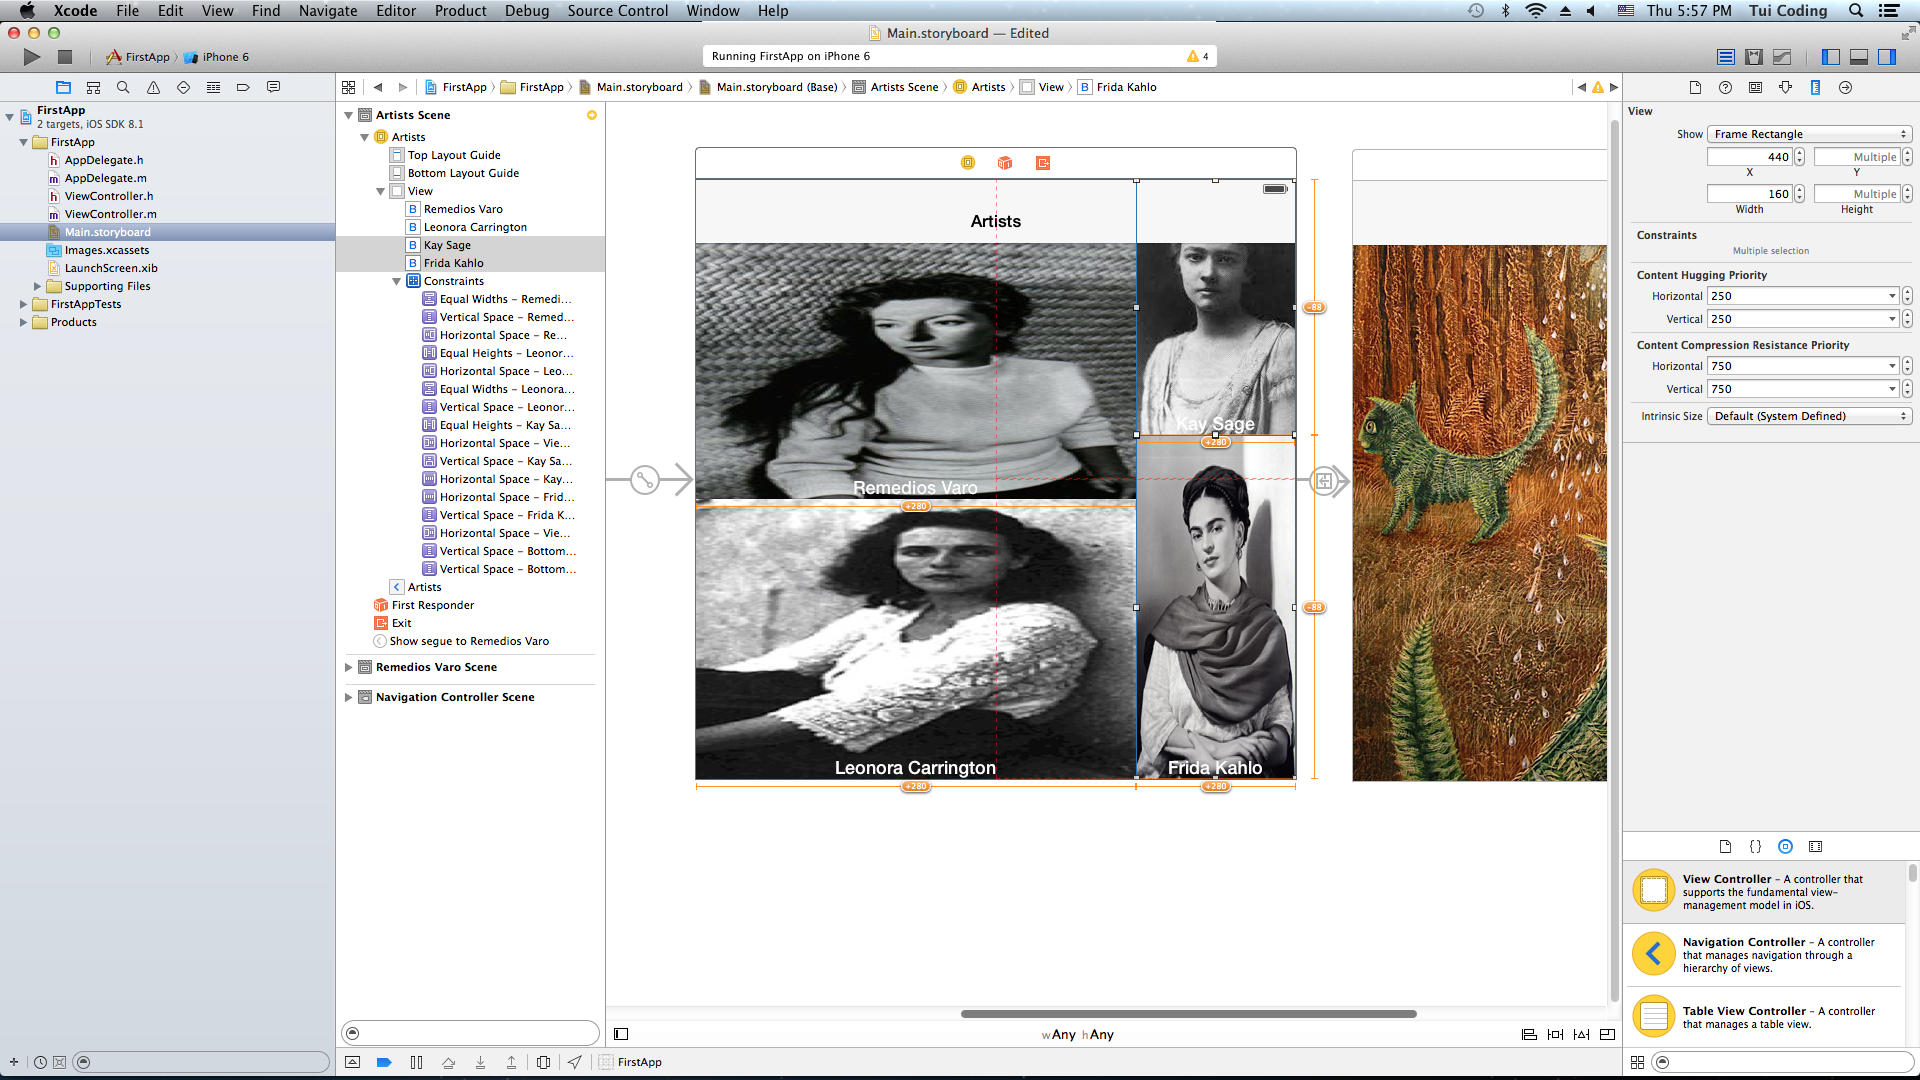 Xcode File Edit View Find Navigate Editor Product Debug Source Control Window Help Thu 5:57 PM Tui Coding
Main.storyboard — Edited
FirstApp iPhone 6 Running FirstApp on iPhone 6 4
FirstApp FirstApp Main.storyboard Main.storyboard (Base) Artists Scene Artists View Frida Kahlo
FirstApp
2 targets, iOS SDK 8.1
FirstApp
AppDelegate.h
AppDelegate.m
ViewController.h
ViewController.m
Main.storyboard
Images.xcassets
LaunchScreen.xib
Supporting Files
FirstAppTests
Products
Artists Scene
Artists
Top Layout Guide
Bottom Layout Guide
View
Remedios Varo
Leonora Carrington
Kay Sage
Frida Kahlo
Constraints
Equal Widths – Remedi...
Vertical Space – Remed...
Horizontal Space – Re...
Equal Heights – Leonor...
Horizontal Space – Leo...
Equal Widths – Leonora...
Vertical Space – Leonor...
Equal Heights – Kay Sa...
Horizontal Space – Vie...
Vertical Space – Kay Sa...
Horizontal Space – Kay...
Horizontal Space – Frid...
Vertical Space – Frida K...
Horizontal Space – Vie...
Vertical Space – Bottom...
Vertical Space – Bottom...
Artists
First Responder
Exit
Show segue to Remedios Varo
Remedios Varo Scene
Navigation Controller Scene
Artists
Kay Sage
Remedios Varo
Leonora Carrington
Frida Kahlo
-88
+280
+280
-88
+280
+280
wAny hAny
FirstApp
View
Show Frame Rectangle
440 Multiple
X Y
160 Multiple
Width Height
Constraints
Multiple selection
Content Hugging Priority
Horizontal 250
Vertical 250
Content Compression Resistance Priority
Horizontal 750
Vertical 750
Intrinsic Size Default (System Defined)
View Controller – A controller that
supports the fundamental view-
management model in iOS.
Navigation Controller – A controller
that manages navigation through a
hierarchy of views.
Table View Controller – A controller
that manages a table view.